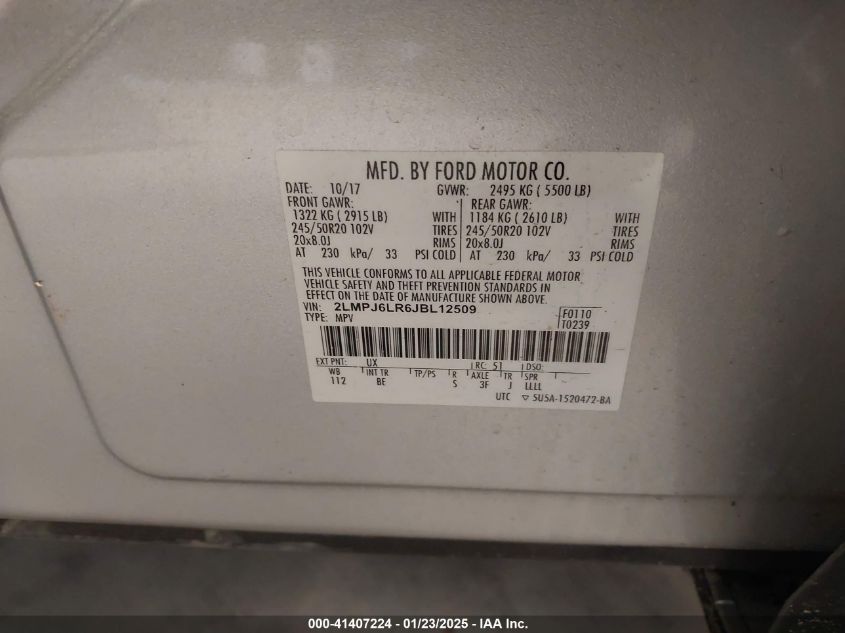 MFD. BY FORD MOTOR CO.
DATE: 10/17 GVWR: 2495 KG ( 5500 LB)
FRONT GAWR: REAR GAWR:
1322 KG ( 2915 LB) WITH 1184 KG ( 2610 LB) WITH
245/50R20 102V TIRES 245/50R20 102V TIRES
20x8.0J RIMS 20x8.0J RIMS
AT 230 kPa/ 33 PSI COLD AT 230 kPa/ 33 PSI COLD
THIS VEHICLE CONFORMS TO ALL APPLICABLE FEDERAL MOTOR
VEHICLE SAFETY AND THEFT PREVENTION STANDARDS IN
EFFECT ON THE DATE OF MANUFACTURE SHOWN ABOVE.
VIN: 2LMPJ6LR6JBL12509 F0110
TYPE: MPV T0239
EXT PNT: UX RC: 51 DSO:
WB INT TR TP/PS R AXLE TR SPR
112 BE S 3F J LLLL
UTC ▽ 5U5A-1520472-BA
000-41407224 - 01/23/2025 - IAA Inc.